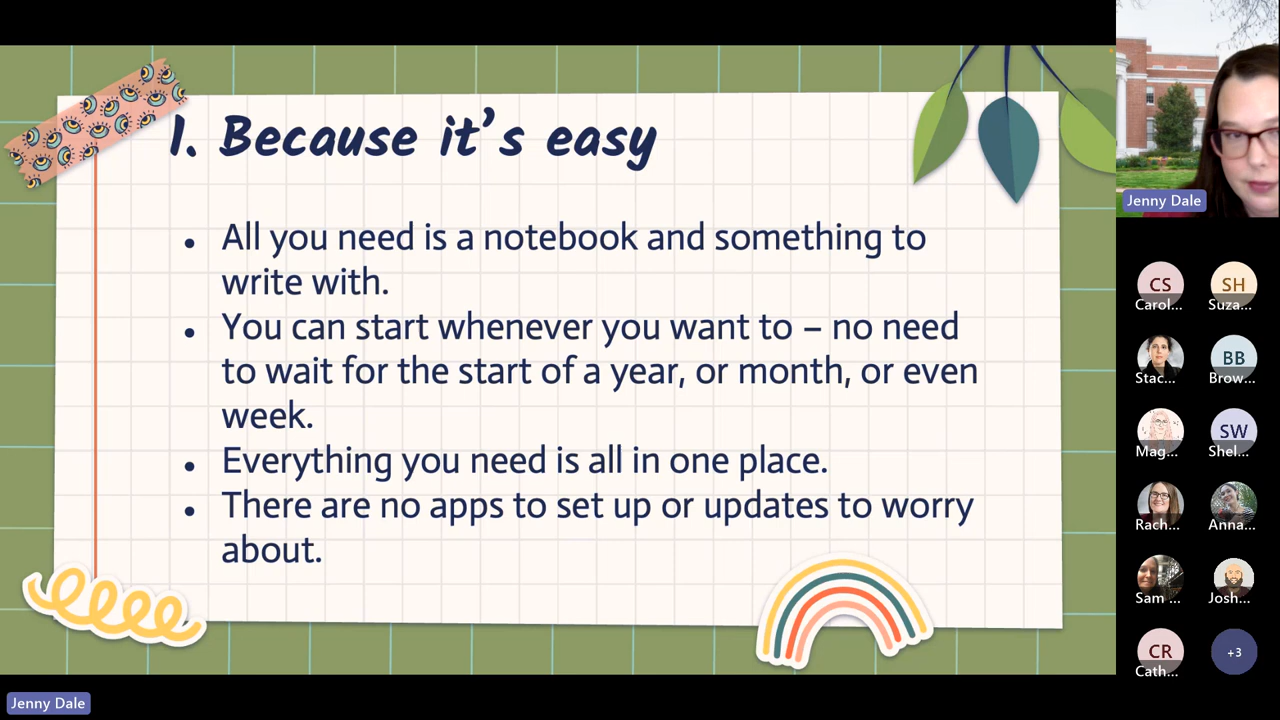 1. Because it’s easy
• All you need is a notebook and something to
write with.
• You can start whenever you want to – no need
to wait for the start of a year, or month, or even
week.
• Everything you need is all in one place.
• There are no apps to set up or updates to worry
about.
Jenny Dale
CS
Carol...
SH
Suza...
Stac...
BB
Brow...
Mag...
SW
Shel...
Rach...
Anna...
Sam ...
Josh...
CR
Cath...
+3
Jenny Dale